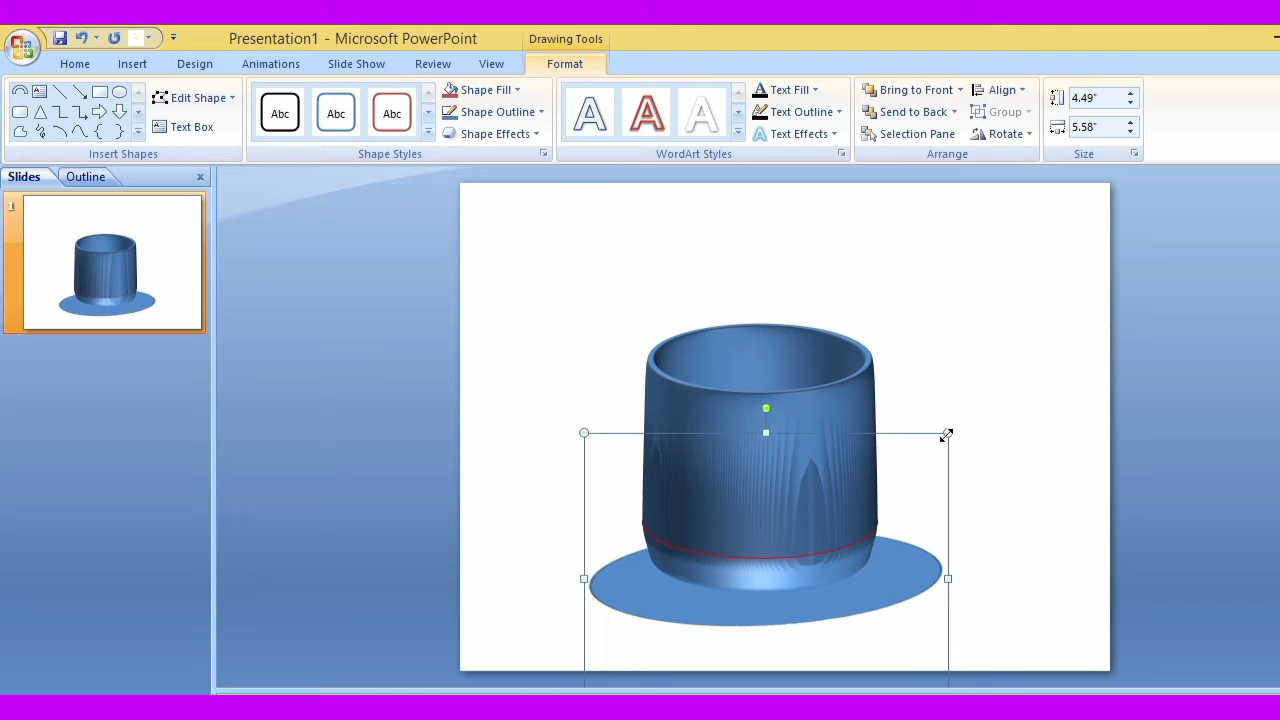 Presentation1 - Microsoft PowerPoint
Drawing Tools
Home Insert Design Animations Slide Show Review View Format
Edit Shape
Text Box
Insert Shapes
Abc Abc Abc
Shape Fill
Shape Outline
Shape Effects
Shape Styles
A A A
Text Fill
Text Outline
Text Effects
WordArt Styles
Bring to Front
Send to Back
Selection Pane
Align
Group
Rotate
Arrange
4.49"
5.58"
Size
Slides Outline x
1